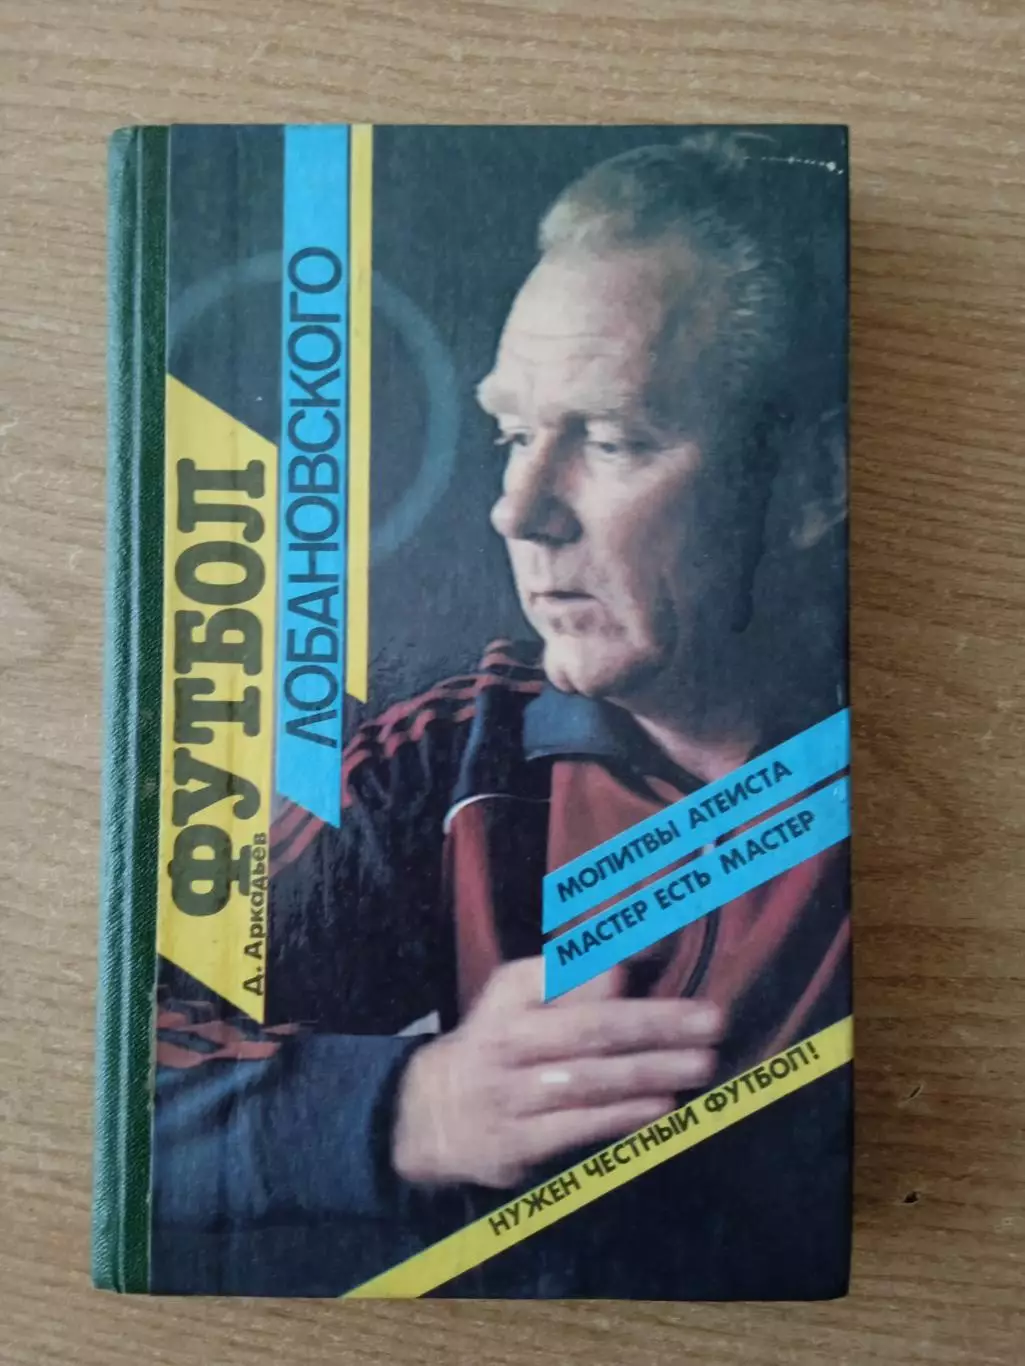 ФУТБОЛ
Д. Аркадьев
ЛОБАНОВСКОГО
МОЛИТВЫ АТЕИСТА
МАСТЕР ЕСТЬ МАСТЕР
НУЖЕН ЧЕСТНЫЙ ФУТБОЛ!